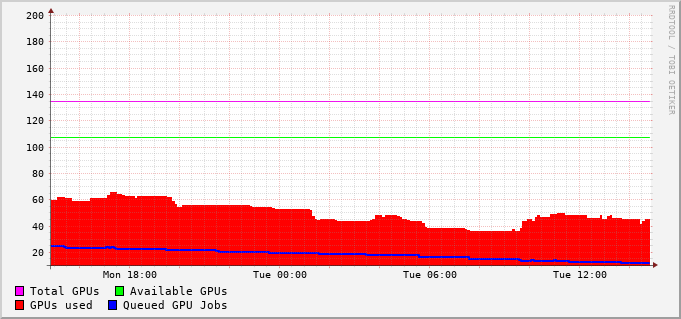 RRDTOOL / TOBI OETIKER
200
180
160
140
120
100
80
60
40
20
Mon 18:00 Tue 00:00 Tue 06:00 Tue 12:00
Total GPUs Available GPUs
GPUs used Queued GPU Jobs